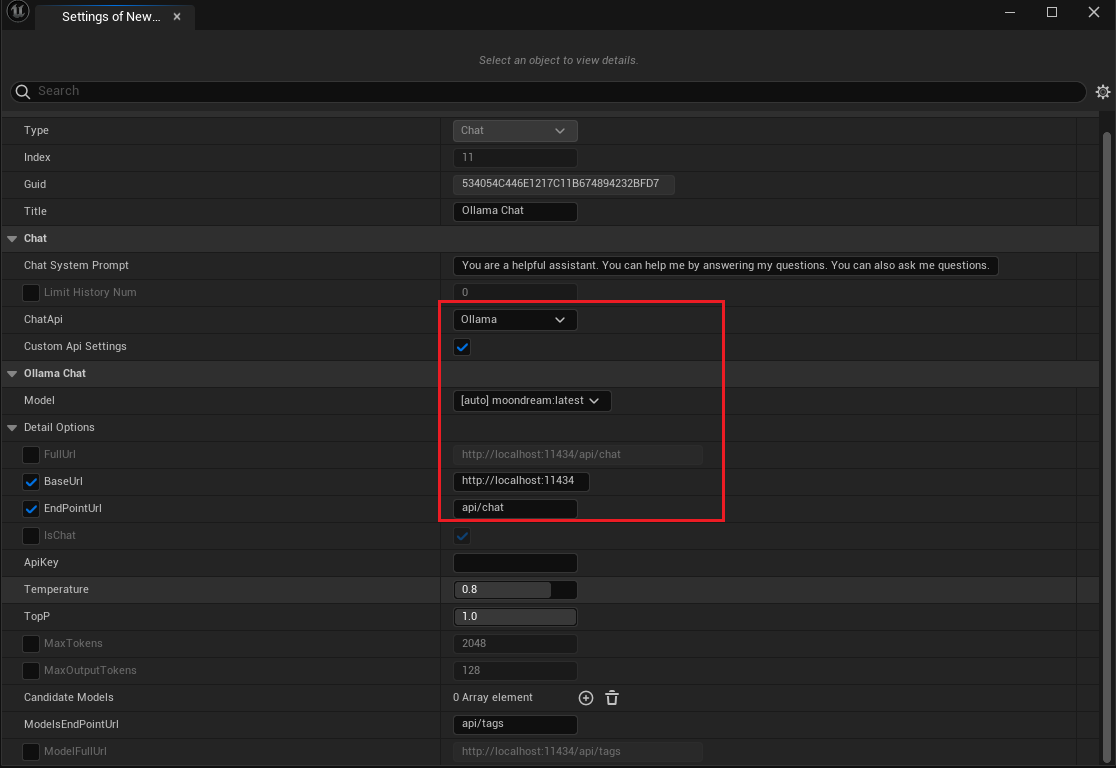 Settings of New...
Select an object to view details.
Search
Type Chat
Index 11
Guid 534054C446E1217C11B674894232BFD7
Title Ollama Chat
Chat
Chat System Prompt You are a helpful assistant. You can help me by answering my questions. You can also ask me questions.
Limit History Num 0
ChatApi Ollama
Custom Api Settings
Ollama Chat
Model [auto] moondream:latest
Detail Options
FullUrl http://localhost:11434/api/chat
BaseUrl http://localhost:11434
EndPointUrl api/chat
IsChat
ApiKey
Temperature 0.8
TopP 1.0
MaxTokens 2048
MaxOutputTokens 128
Candidate Models 0 Array element
ModelsEndPointUrl api/tags
ModelFullUrl http://localhost:11434/api/tags